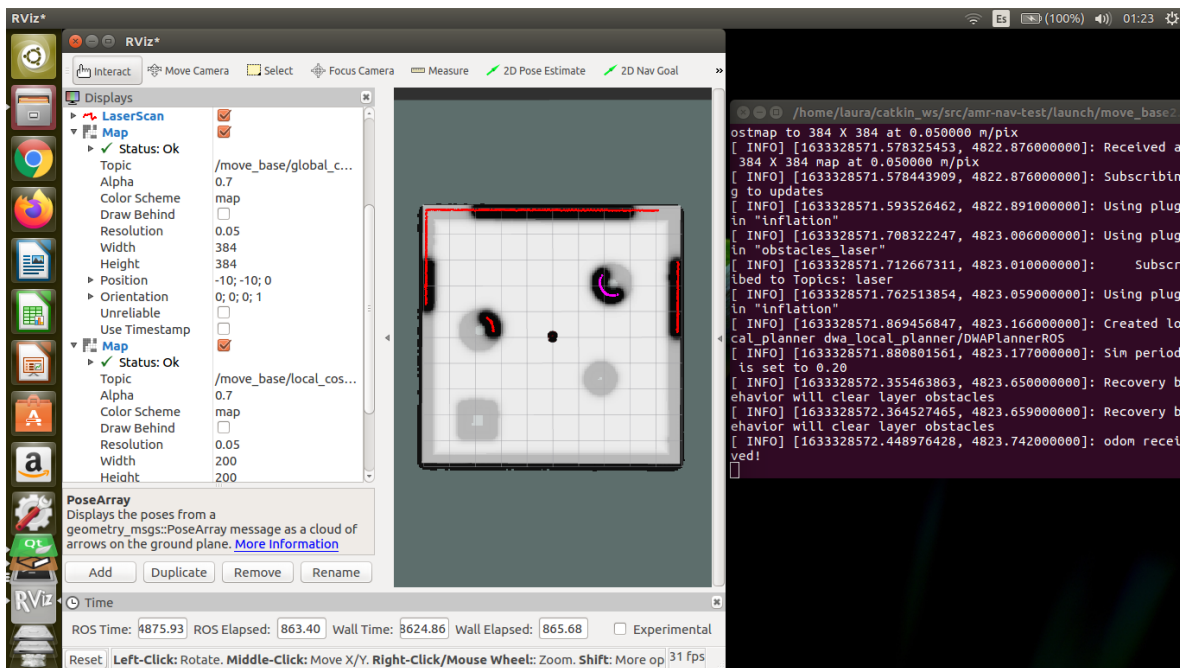 RViz*
Es
(100%)
01:23
RViz*
Interact
Move Camera
Select
Focus Camera
Measure
2D Pose Estimate
2D Nav Goal
»
Displays
LaserScan
Map
✓ Status: Ok
Topic /move_base/global_c...
Alpha 0.7
Color Scheme map
Draw Behind
Resolution 0.05
Width 384
Height 384
Position -10; -10; 0
Orientation 0; 0; 0; 1
Unreliable
Use Timestamp
Map
✓ Status: Ok
Topic /move_base/local_cos...
Alpha 0.7
Color Scheme map
Draw Behind
Resolution 0.05
Width 200
Height 200
PoseArray
Displays the poses from a
geometry_msgs::PoseArray message as a cloud of
arrows on the ground plane. More Information
Add Duplicate Remove Rename
Time
ROS Time: 4875.93 ROS Elapsed: 863.40 Wall Time: 3624.86 Wall Elapsed: 865.68 Experimental
Reset Left-Click: Rotate. Middle-Click: Move X/Y. Right-Click/Mouse Wheel:: Zoom. Shift: More op 31 fps
/home/laura/catkin_ws/src/amr-nav-test/launch/move_base2
ostmap to 384 X 384 at 0.050000 m/pix
[ INFO] [1633328571.578325453, 4822.876000000]: Received a
384 X 384 map at 0.050000 m/pix
[ INFO] [1633328571.578443909, 4822.876000000]: Subscribin
g to updates
[ INFO] [1633328571.593526462, 4822.891000000]: Using plug
in "inflation"
[ INFO] [1633328571.708322247, 4823.006000000]: Using plug
in "obstacles_laser"
[ INFO] [1633328571.712667311, 4823.010000000]: Subscr
ibed to Topics: laser
[ INFO] [1633328571.762513854, 4823.059000000]: Using plug
in "inflation"
[ INFO] [1633328571.869456847, 4823.166000000]: Created lo
cal_planner dwa_local_planner/DWAPlannerROS
[ INFO] [1633328571.880801561, 4823.177000000]: Sim period
is set to 0.20
[ INFO] [1633328572.355463863, 4823.650000000]: Recovery b
ehavior will clear layer obstacles
[ INFO] [1633328572.364527465, 4823.659000000]: Recovery b
ehavior will clear layer obstacles
[ INFO] [1633328572.448976428, 4823.742000000]: odom recei
ved!
a
Qt
RViz